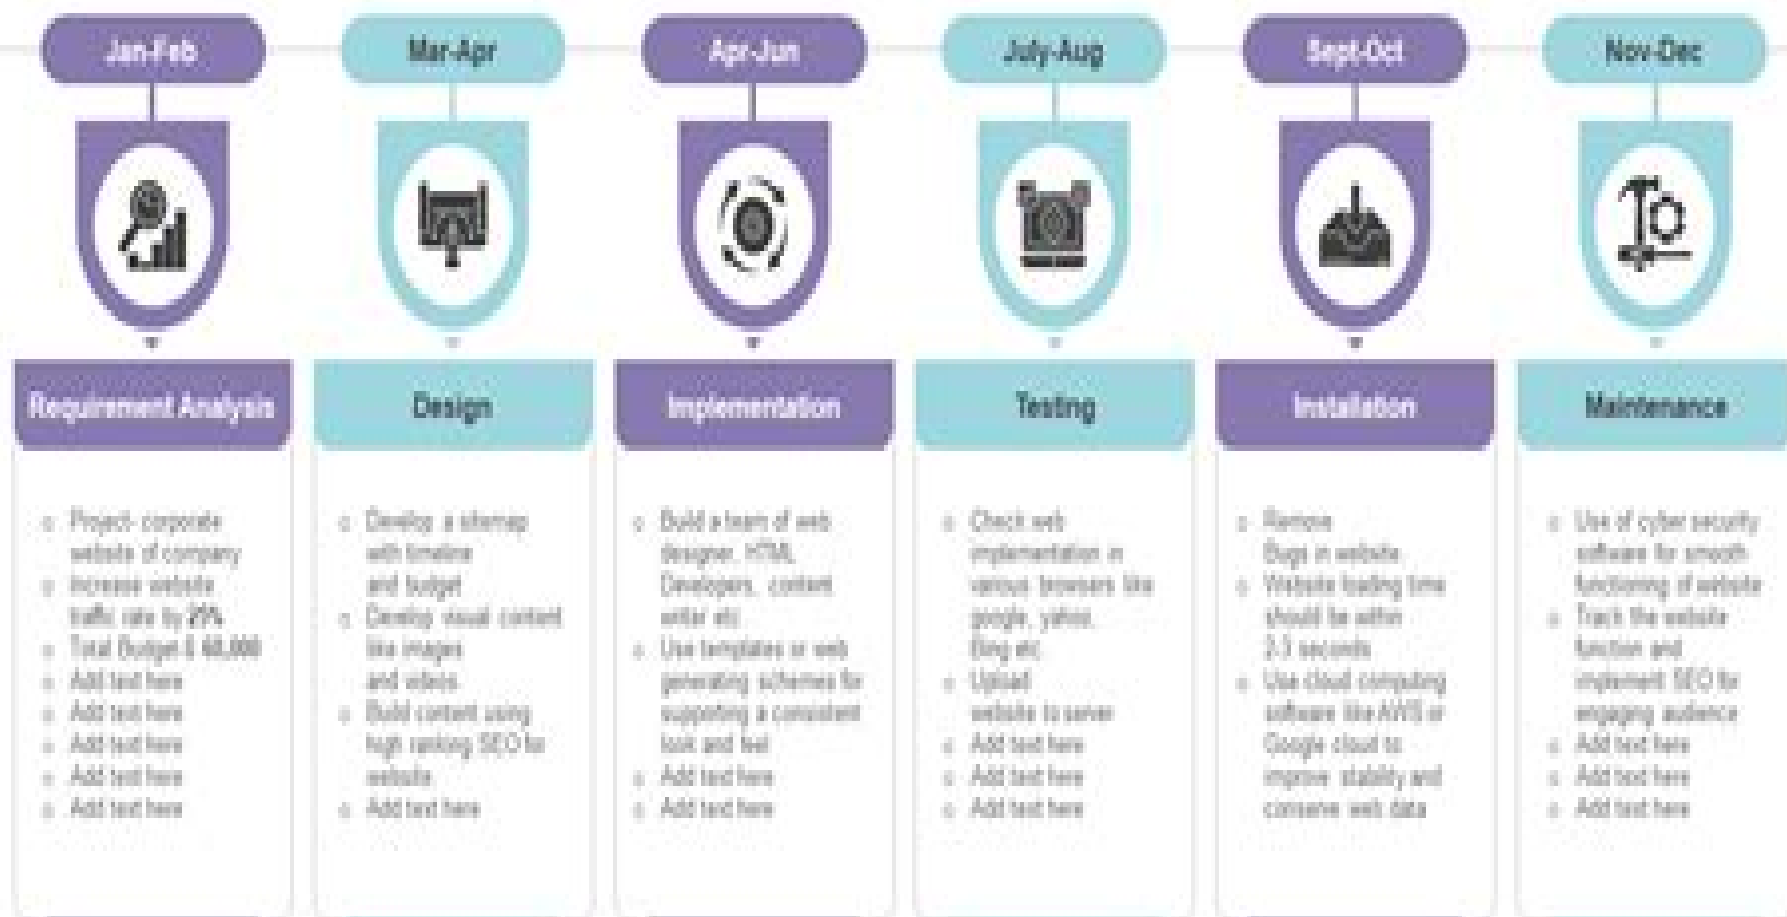 Jan-Feb
Mar-Apr
Apr-Jun
July-Aug
Sept-Oct
Nov-Dec
Requirement Analysis
Design
Implementation
Testing
Installation
Maintenance
Project- corporate
website of company
Increase website
traffic rate by 25%
Total Budget $ 60,000
Add text here
Add text here
Add text here
Add text here
Add text here
Develop a sitemap
with timeline
and budget
Develop visual content
like images
and videos
Build content using
high ranking SEO for
website.
Add text here
Build a team of web
designer, HTML
Developers, content
writer etc.
Use templates or web
generating schemes for
supporting a consistent
look and feel
Add text here
Add text here
Check web
implementation in
various browsers like
google, yahoo,
Bing etc.
Upload
website to server
Add text here
Add text here
Add text here
Remove
Bugs in website.
Website loading time
should be within
2-3 seconds
Use cloud computing
software like AWS or
Google cloud to
improve stability and
conserve web data
Use of cyber security
software for smooth
functioning of website
Track the website
function and
implement SEO for
engaging audience
Add text here
Add text here
Add text here